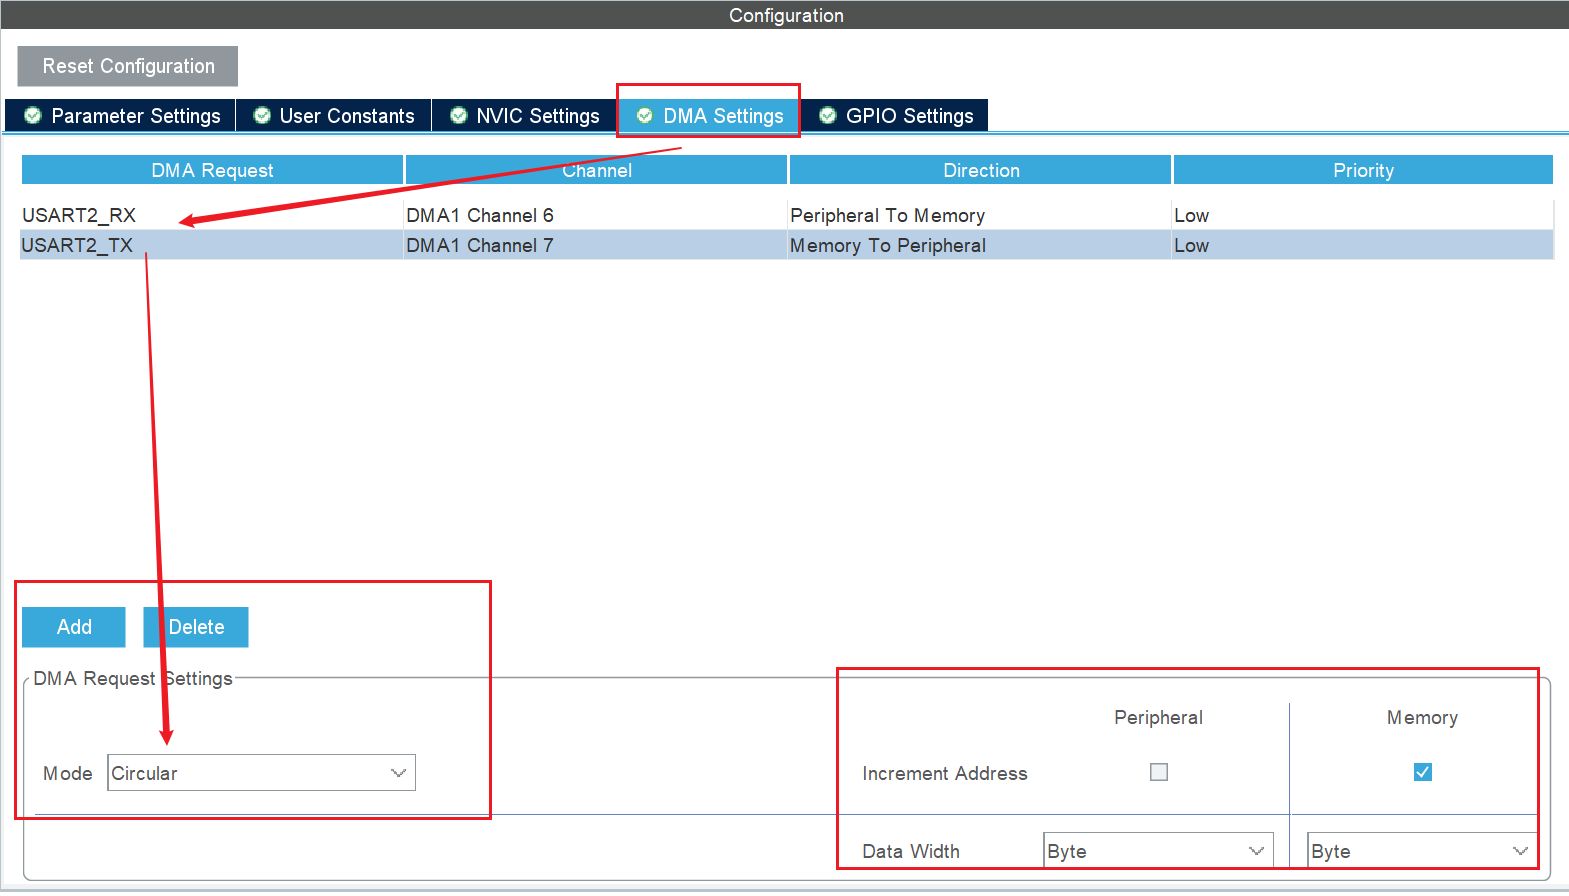 Configuration
Reset Configuration
Parameter Settings User Constants NVIC Settings DMA Settings GPIO Settings
DMA Request Channel Direction Priority
USART2_RX DMA1 Channel 6 Peripheral To Memory Low
USART2_TX DMA1 Channel 7 Memory To Peripheral Low
Add Delete
DMA Request Settings
Peripheral Memory
Mode Circular Increment Address
Data Width Byte Byte